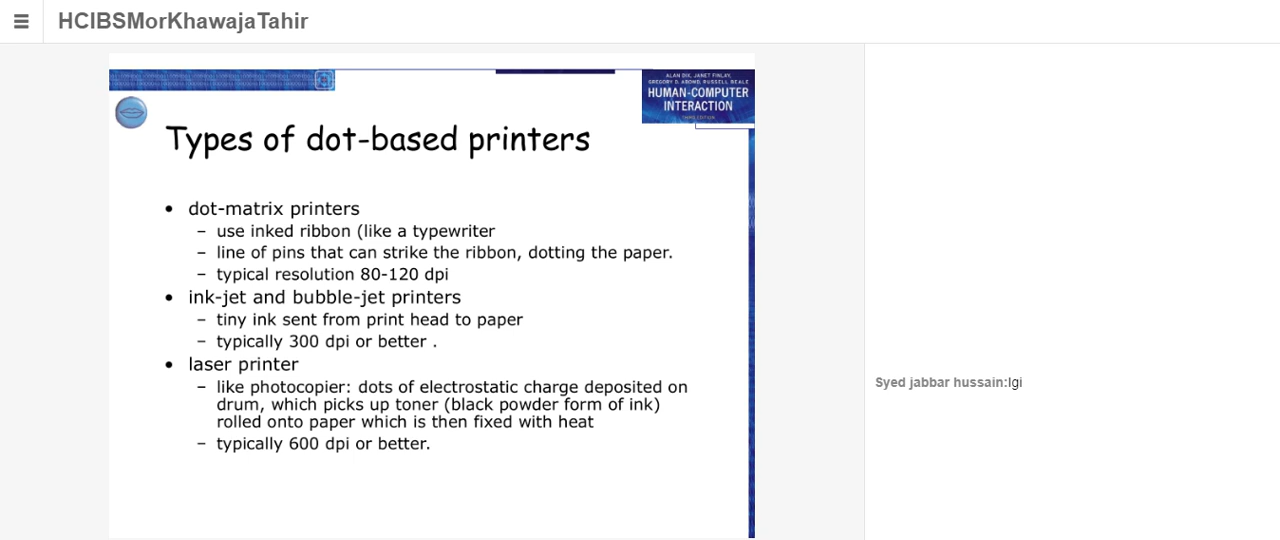 HCIBSMorKhawajaTahir
ALAN DIX, JANET FINLAY,
GREGORY D. ABOWD, RUSSELL BEALE
HUMAN-COMPUTER
INTERACTION
THIRD EDITION
Types of dot-based printers
• dot-matrix printers
– use inked ribbon (like a typewriter
– line of pins that can strike the ribbon, dotting the paper.
– typical resolution 80-120 dpi
• ink-jet and bubble-jet printers
– tiny ink sent from print head to paper
– typically 300 dpi or better .
• laser printer
– like photocopier: dots of electrostatic charge deposited on
drum, which picks up toner (black powder form of ink)
rolled onto paper which is then fixed with heat
– typically 600 dpi or better.
Syed jabbar hussain:lgi